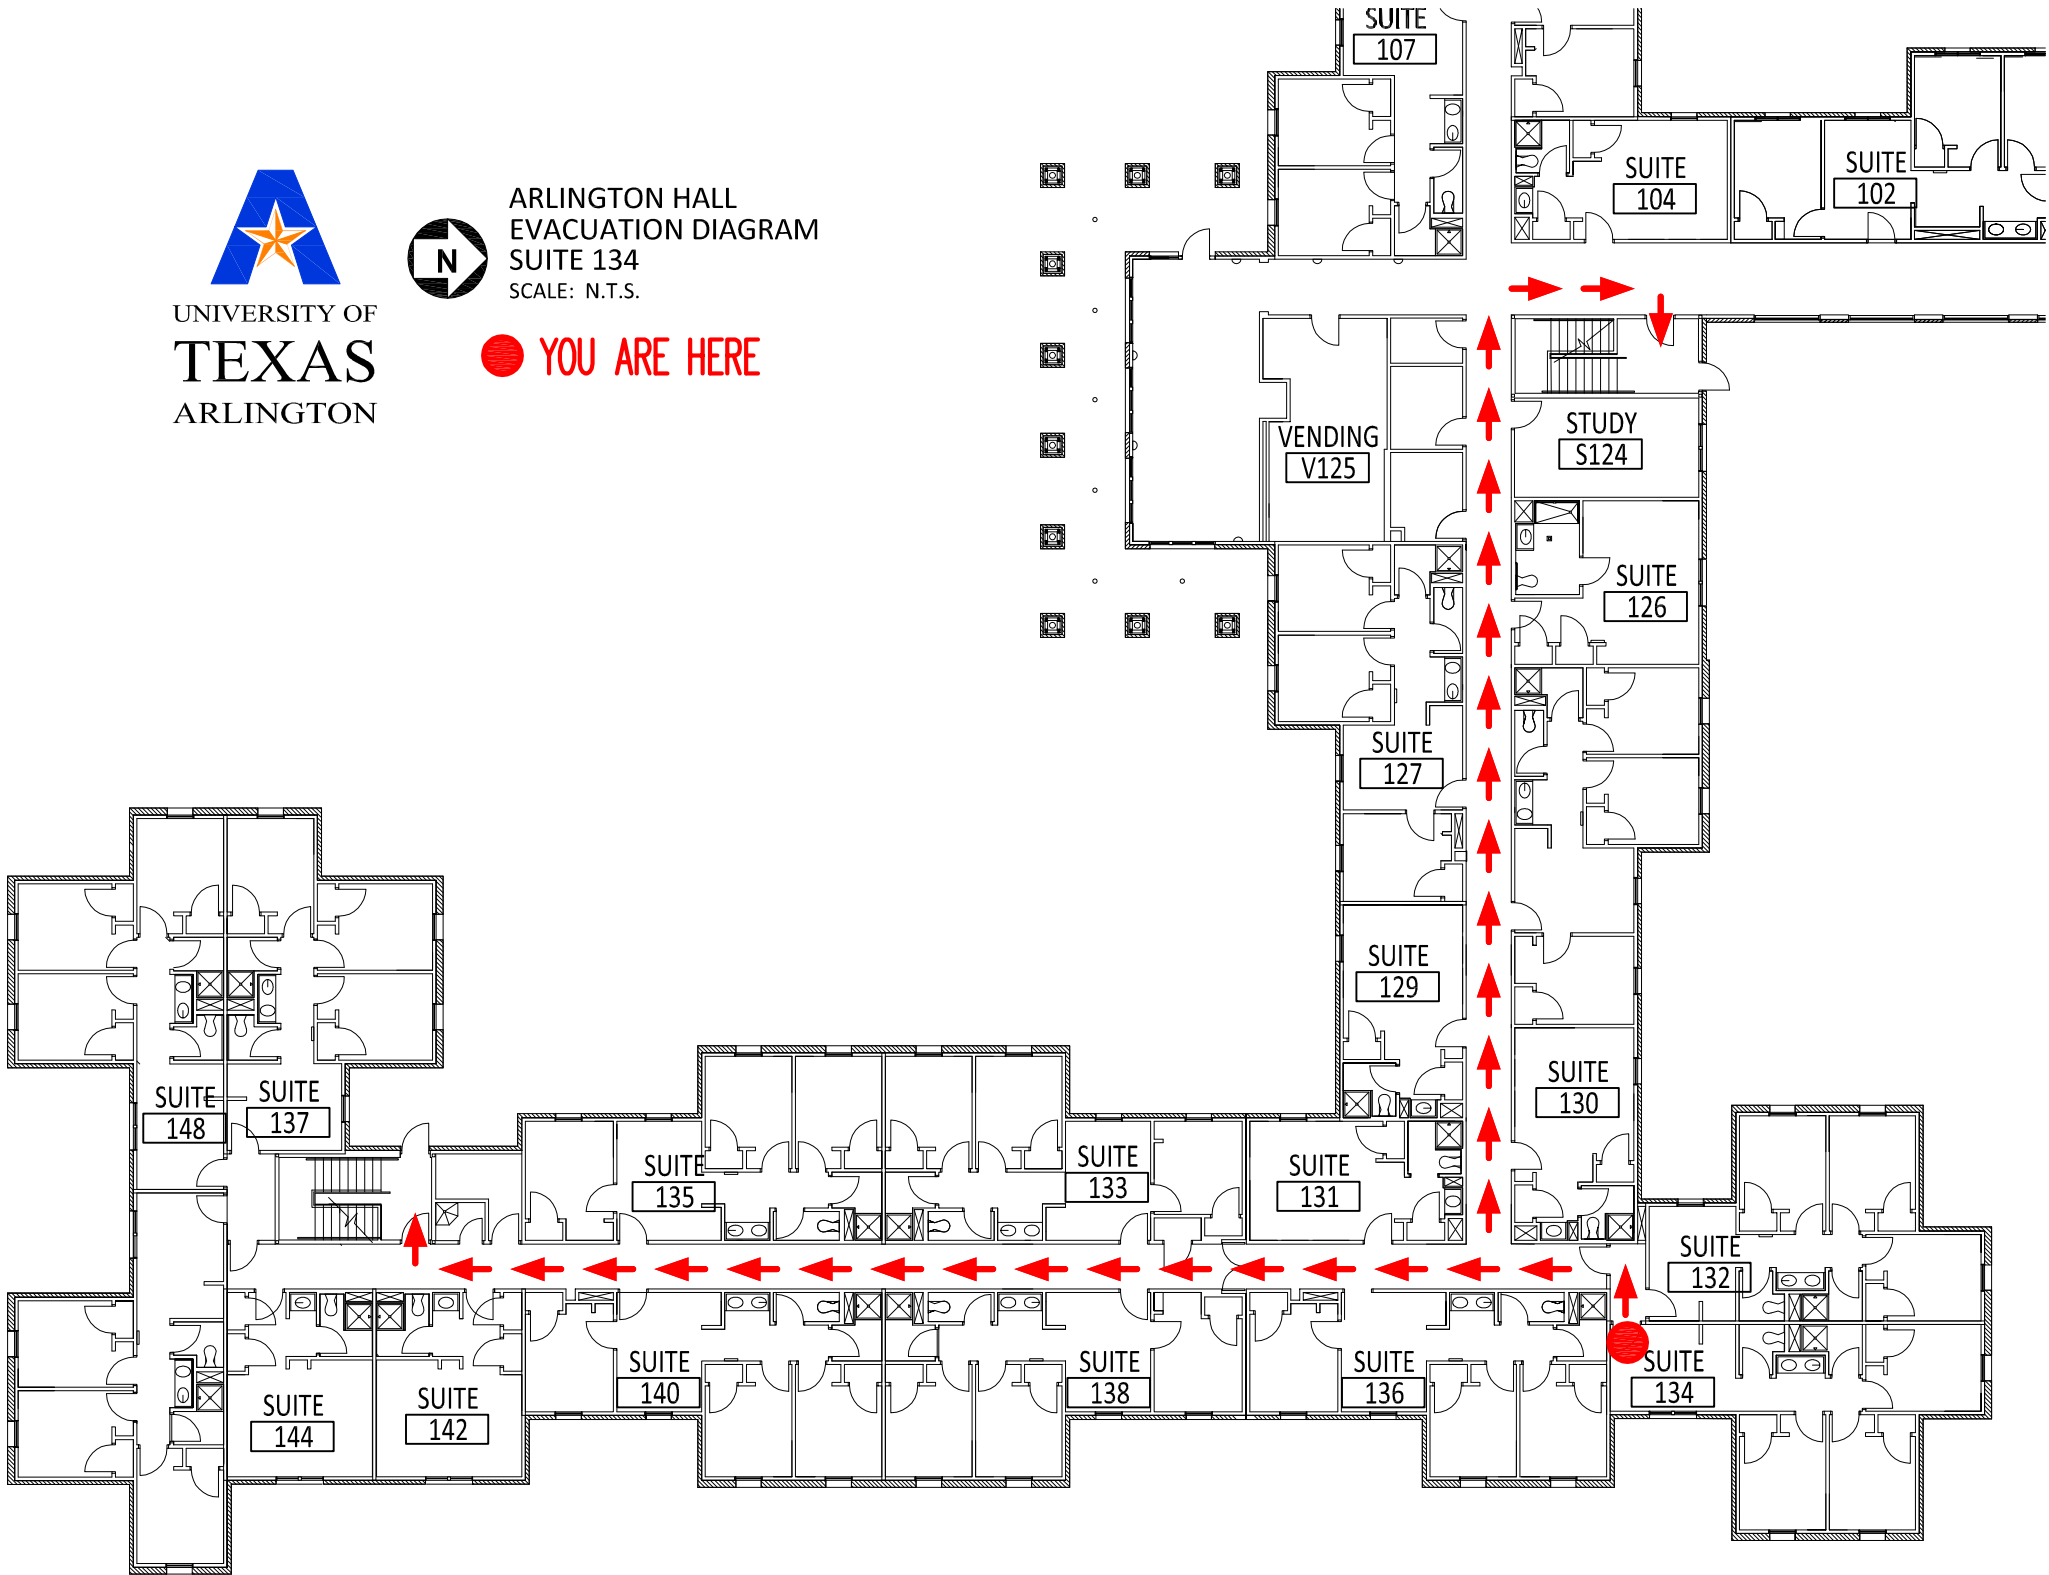 UNIVERSITY OF
TEXAS
ARLINGTON
N
ARLINGTON HALL
EVACUATION DIAGRAM
SUITE 134
SCALE:  N.T.S.
YOU ARE HERE
SUITE
107
SUITE
104
SUITE
102
VENDING
V125
STUDY
S124
SUITE
126
SUITE
127
SUITE
129
SUITE
130
SUITE
148
SUITE
137
SUITE
135
SUITE
133
SUITE
131
SUITE
132
SUITE
144
SUITE
142
SUITE
140
SUITE
138
SUITE
136
SUITE
134